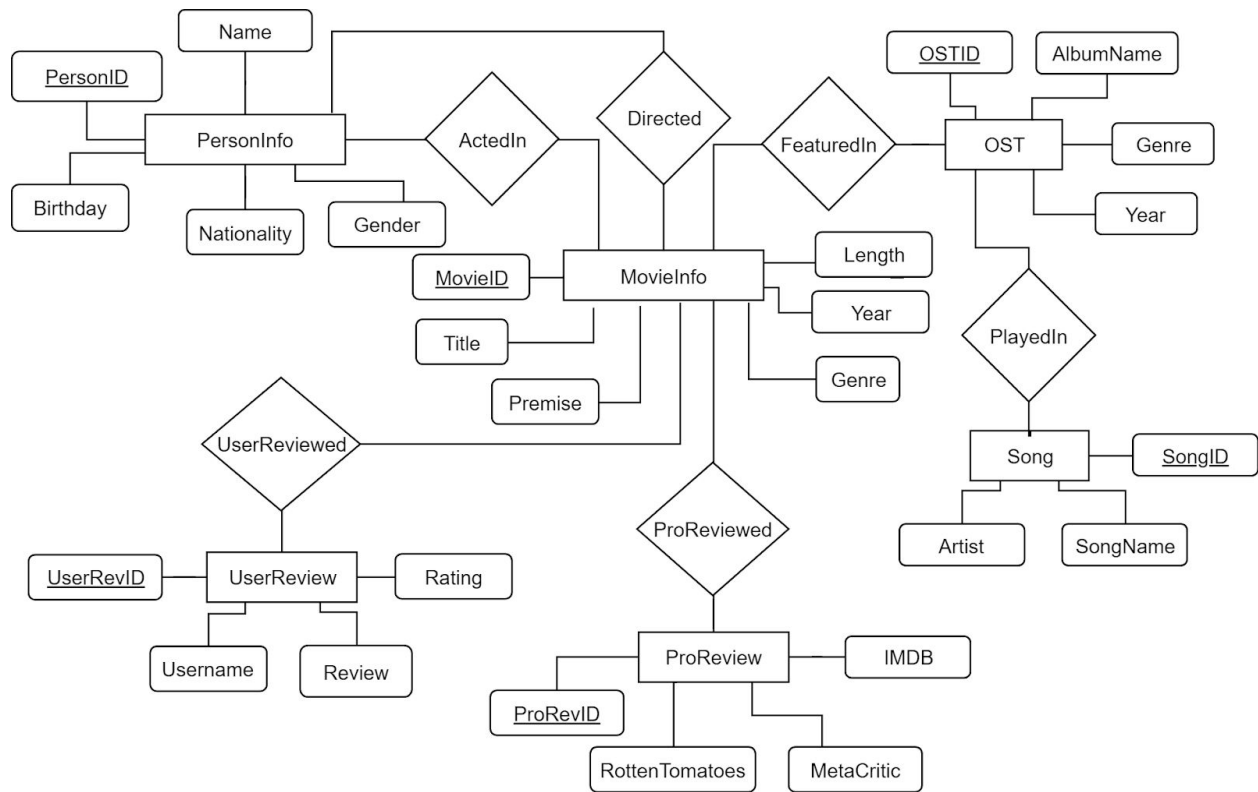 Name
PersonID
PersonInfo
Birthday
Nationality
Gender
ActedIn
Directed
FeaturedIn
OSTID
AlbumName
OST
Genre
Year
MovieInfo
MovieID
Title
Premise
Length
Year
Genre
PlayedIn
Song
SongID
Artist
SongName
UserReviewed
UserRevID
UserReview
Rating
Username
Review
ProReviewed
ProReview
IMDB
ProRevID
RottenTomatoes
MetaCritic